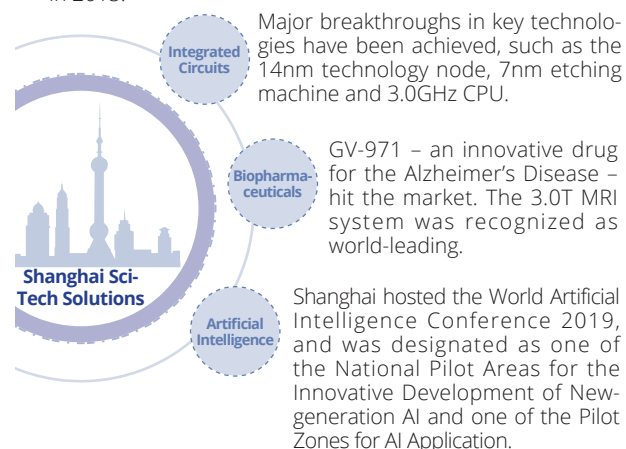 Integrated
Circuits
Major breakthroughs in key technolo-
gies have been achieved, such as the
14nm technology node, 7nm etching
machine and 3.0GHz CPU.
Biopharma-
ceuticals
GV-971 – an innovative drug
for the Alzheimer’s Disease –
hit the market. The 3.0T MRI
system was recognized as
world-leading.
Shanghai Sci-
Tech Solutions
Artificial
Intelligence
Shanghai hosted the World Artificial
Intelligence Conference 2019,
and was designated as one of
the National Pilot Areas for the
Innovative Development of New-
generation AI and one of the Pilot
Zones for AI Application.